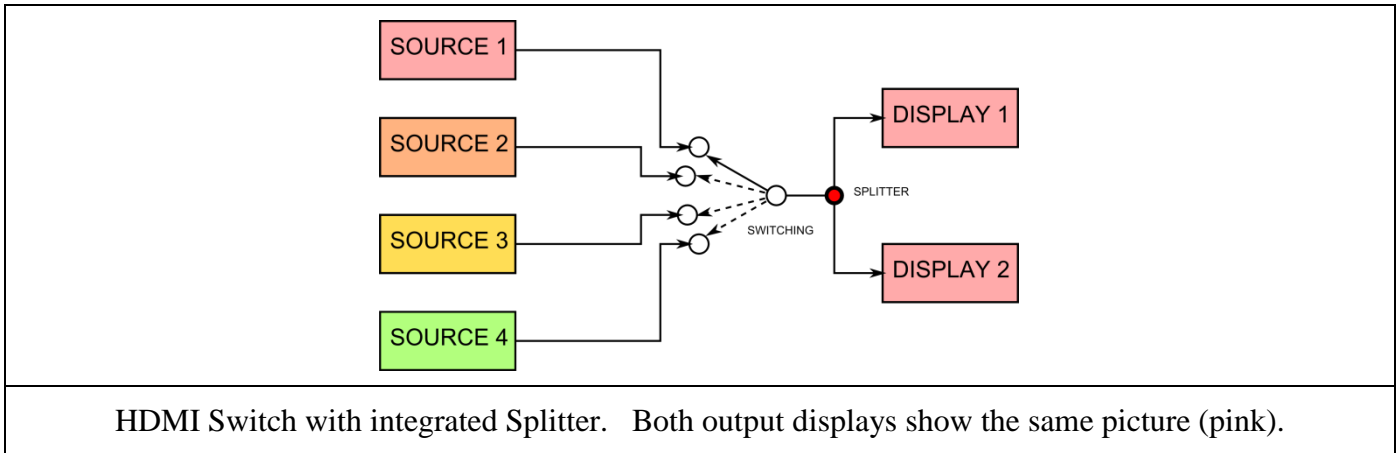 SOURCE 1
SOURCE 2
SOURCE 3
SOURCE 4
SWITCHING
SPLITTER
DISPLAY 1
DISPLAY 2
HDMI Switch with integrated Splitter.   Both output displays show the same picture (pink).